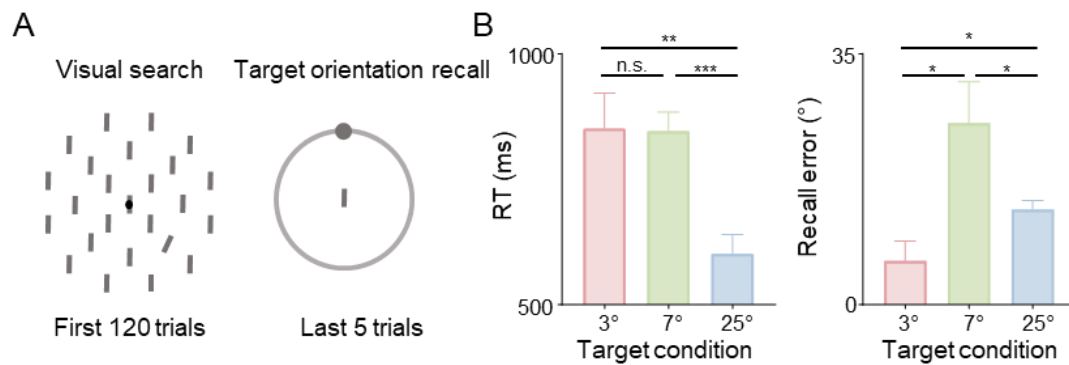 A
Visual search
Target orientation recall
First 120 trials
Last 5 trials
B
1000
500
RT (ms)
**
n.s.
***
3°
7°
25°
Target condition
35
0
Recall error (°)
*
*
*
3°
7°
25°
Target condition